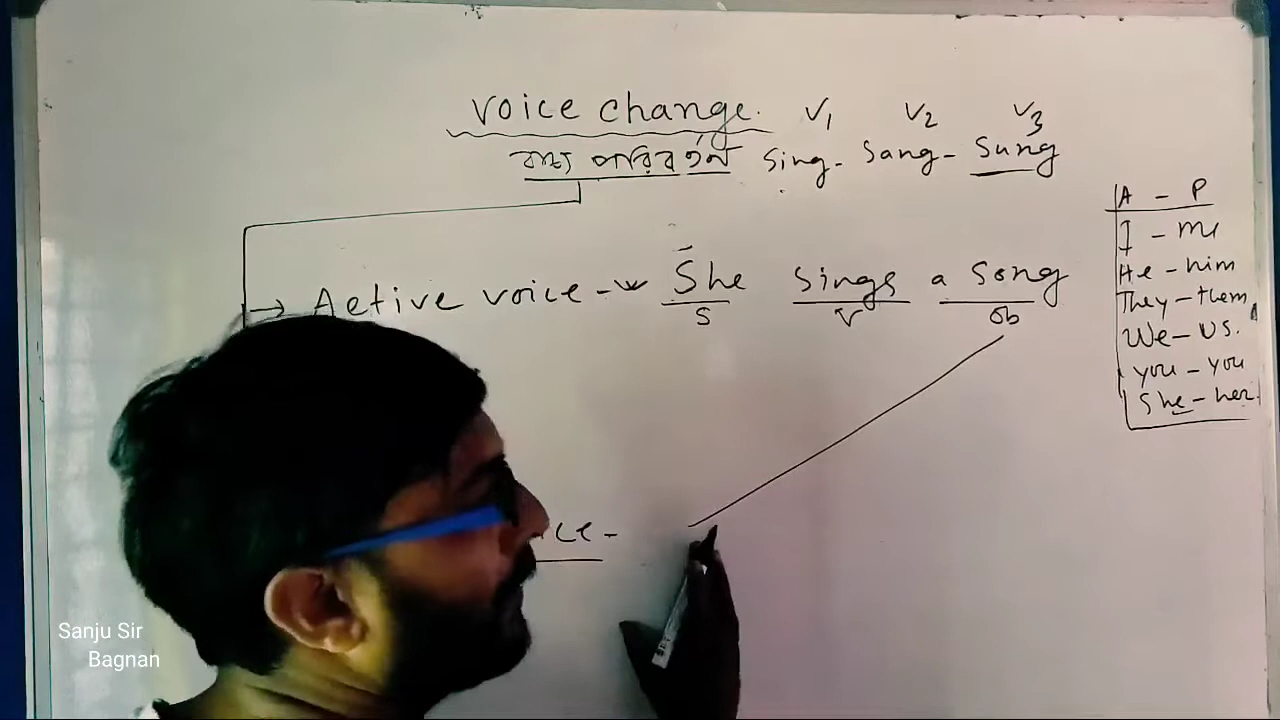 Voice change. V1 V2 V3
বাচ্য পরিবর্তন Sing - Sang - Sung
→ Active voice - She Sings a Song
S V ob
ce -
A - P
I - me
He - him
They - them
We - US.
you - you
She - her
Sanju Sir
Bagnan